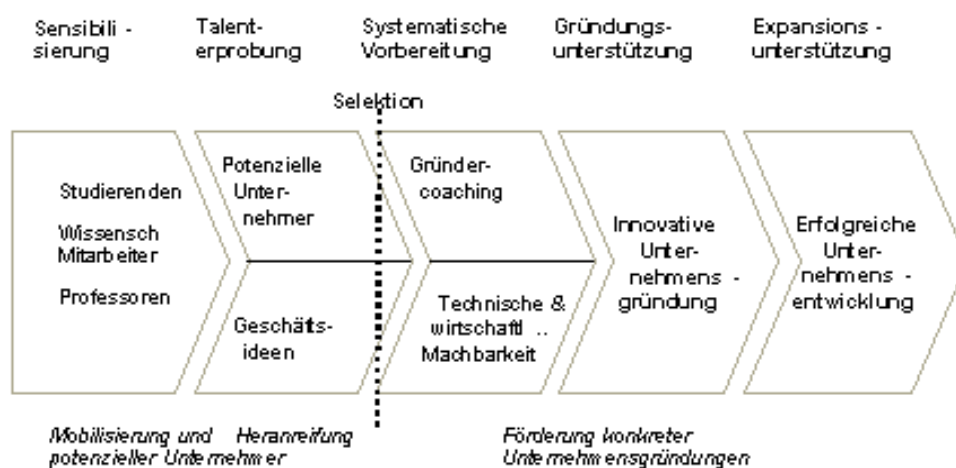 Sensibili -
sierung
Talent-
erprobung
Systematische
Vorbereitung
Gründungs-
unterstützung
Expansions-
unterstützung
Selektion
Studierenden
Wissensch
Mitarbeiter
Professoren
Potenzielle
Unter-
nehmer
Geschäfts-
ideen
Gründer-
coaching
Technische &
wirtschaftl ..
Machbarkeit
Innovative
Unter-
nehmens -
gründung
Erfolgreiche
Unter-
nehmens -
entwicklung
Mobilisierung und Heranreifung
potenzieller Unternehmer
Förderung konkreter
Unternehmensgründungen